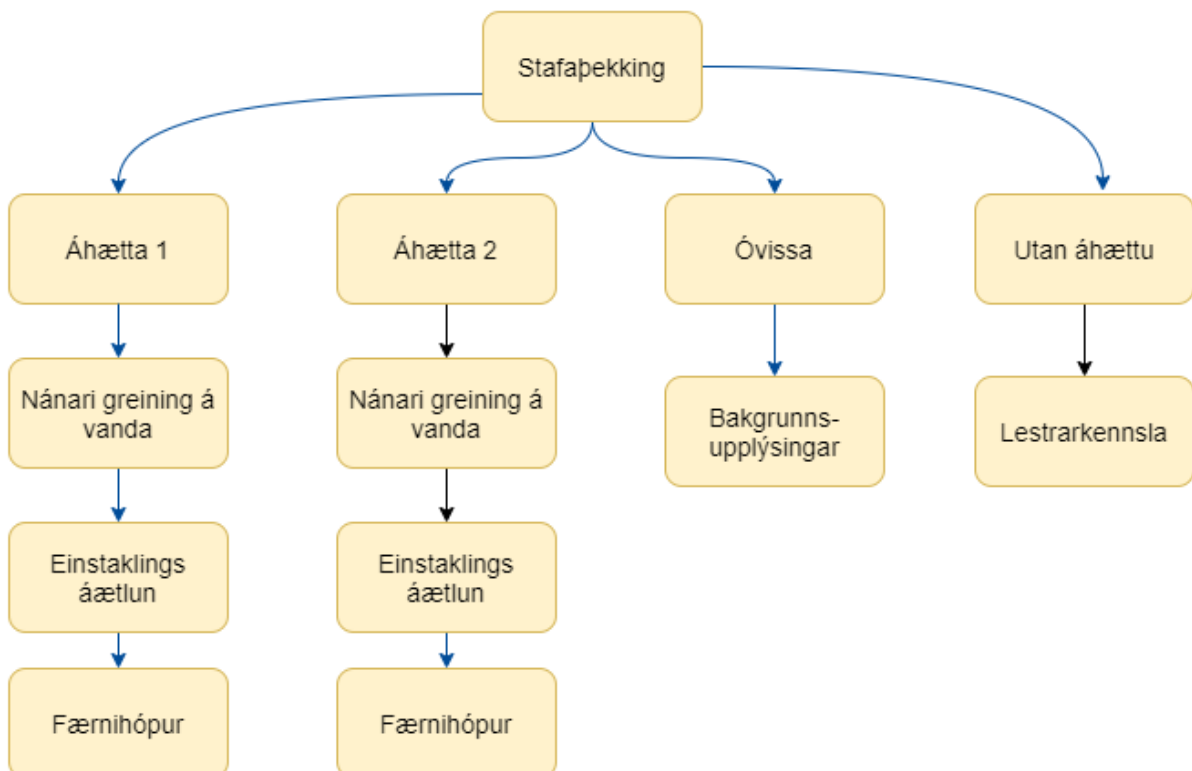 Stafaþekking
Áhætta 1
Áhætta 2
Óvissa
Utan áhættu
Nánari greining á
vanda
Nánari greining á
vanda
Bakgrunns-
upplýsingar
Lestrarkennsla
Einstaklings
áætlun
Einstaklings
áætlun
Færnihópur
Færnihópur